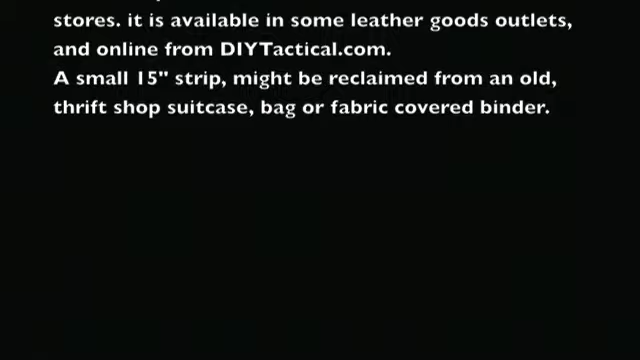 stores. it is available in some leather goods outlets,
and online from DIYTactical.com.
A small 15" strip, might be reclaimed from an old,
thrift shop suitcase, bag or fabric covered binder.